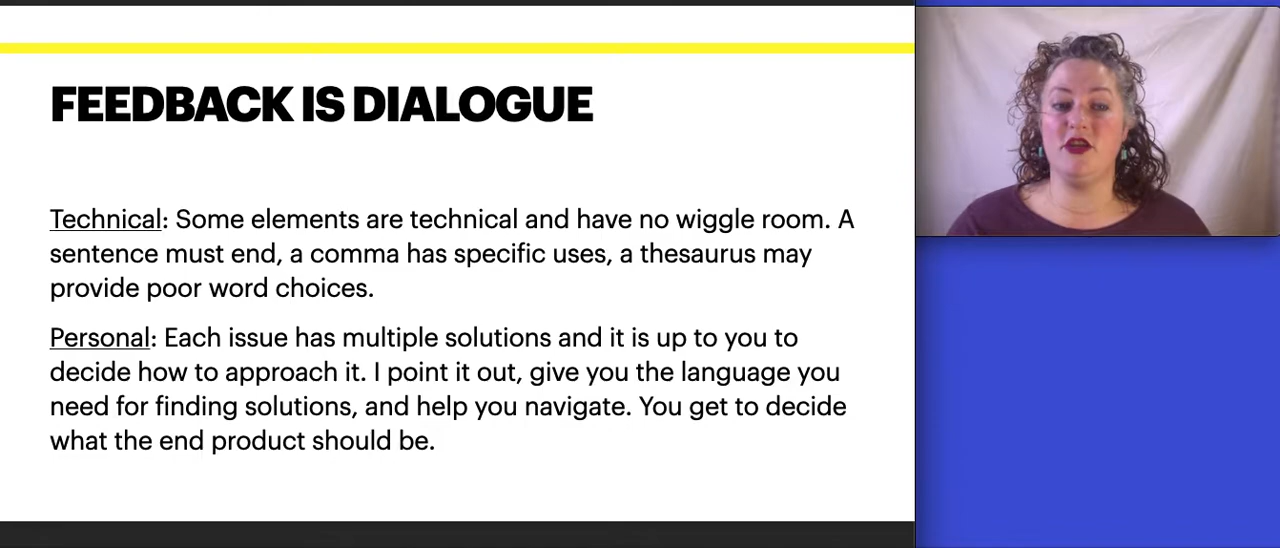 FEEDBACK IS DIALOGUE
Technical: Some elements are technical and have no wiggle room. A
sentence must end, a comma has specific uses, a thesaurus may
provide poor word choices.
Personal: Each issue has multiple solutions and it is up to you to
decide how to approach it. I point it out, give you the language you
need for finding solutions, and help you navigate. You get to decide
what the end product should be.